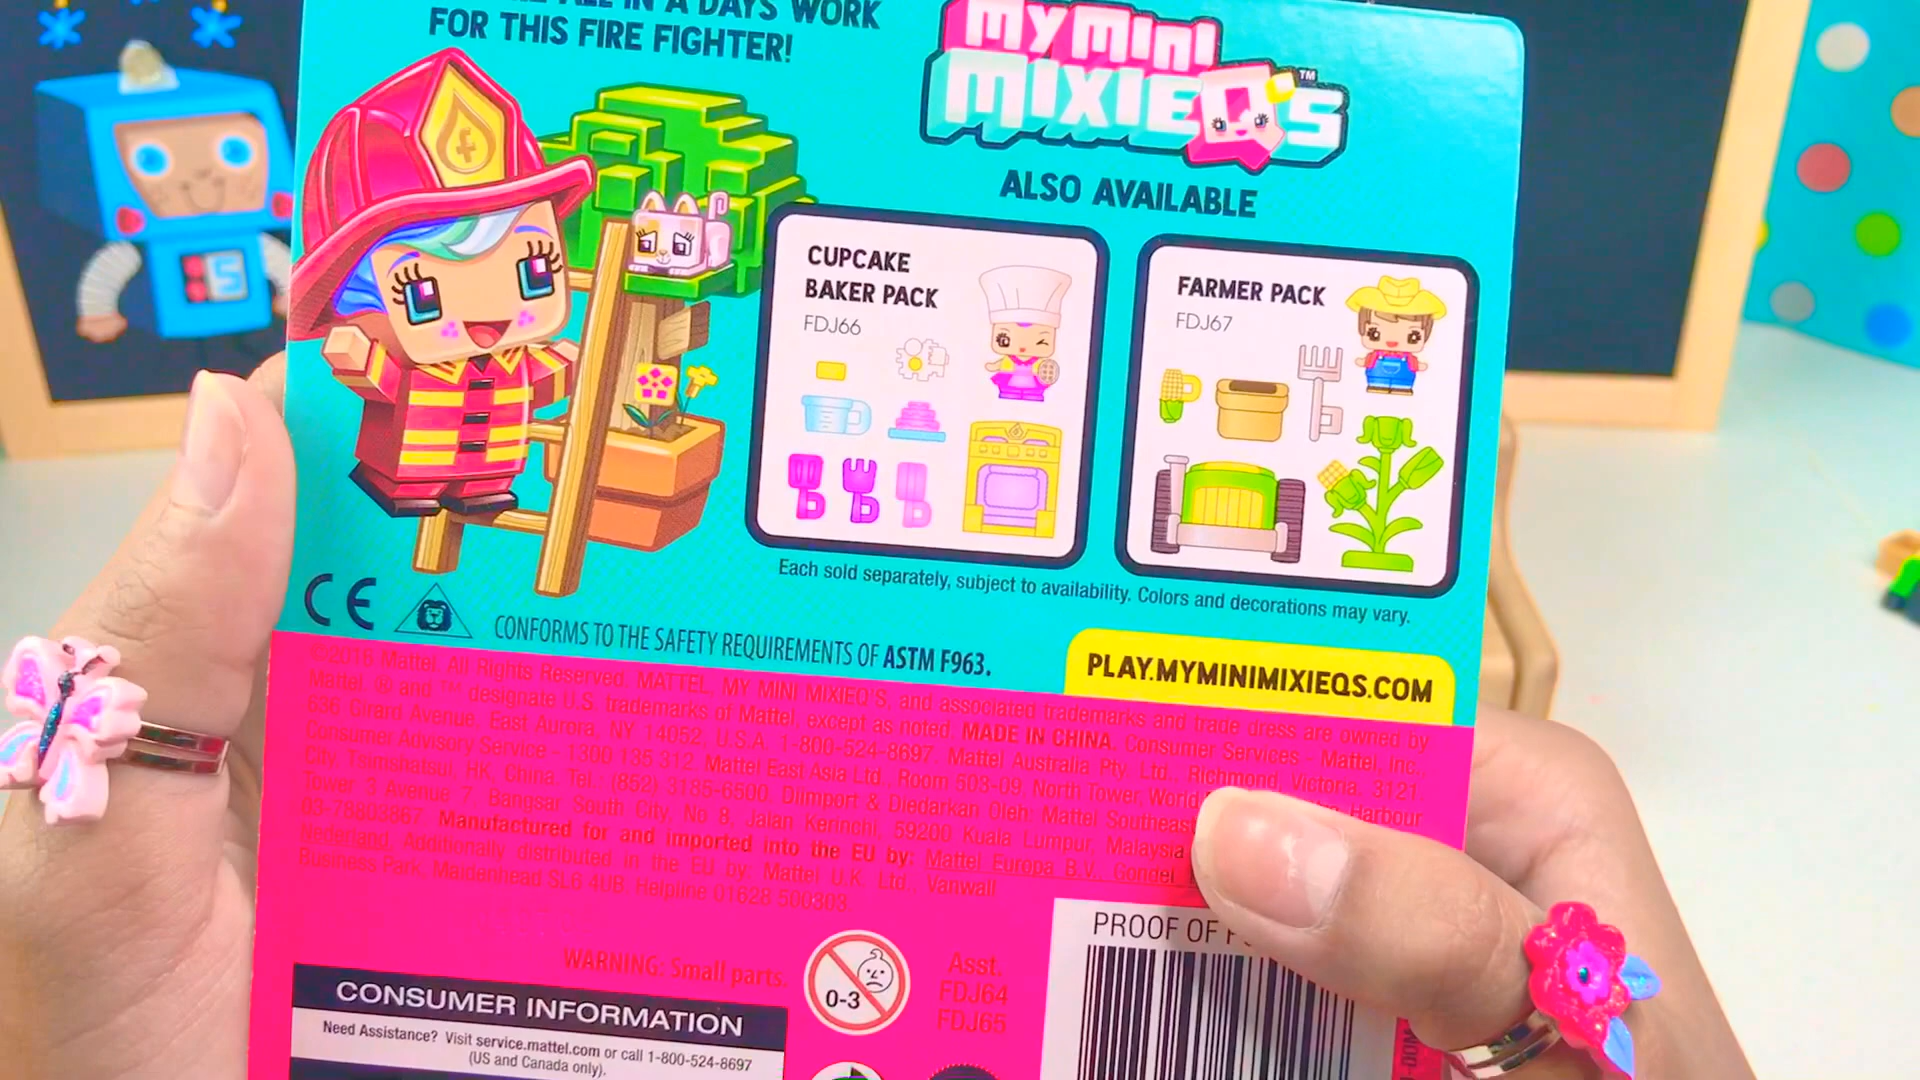 ALL IN A DAYS WORK
FOR THIS FIRE FIGHTER!
MY MINI
MIXIEQ'S™
ALSO AVAILABLE
CUPCAKE
BAKER PACK
FDJ66
FARMER PACK
FDJ67
Each sold separately, subject to availability. Colors and decorations may vary.
CE
CONFORMS TO THE SAFETY REQUIREMENTS OF ASTM F963.
PLAY.MYMINIMIXIEQS.COM
©2016 Mattel. All Rights Reserved. MATTEL, MY MINI MIXIEQ'S, and associated trademarks and trade dress are owned by
Mattel. ® and ™ designate U.S. trademarks of Mattel, except as noted. MADE IN CHINA. Consumer Services - Mattel, Inc.,
636 Girard Avenue, East Aurora, NY 14052, U.S.A. 1-800-524-8697. Mattel Australia Pty. Ltd., Richmond, Victoria. 3121.
Consumer Advisory Service - 1300 135 312. Mattel East Asia Ltd., Room 503-09, North Tower, World Harbour
City, Tsimshatsui, HK, China. Tel.: (852) 3185-6500. Diimport & Diedarkan Oleh: Mattel Southeast
Tower 3 Avenue 7, Bangsar South City, No 8, Jalan Kerinchi, 59200 Kuala Lumpur, Malaysia
03-78803867. Manufactured for and imported into the EU by: Mattel Europa B.V., Gondel
Nederland. Additionally distributed in the EU by: Mattel U.K. Ltd., Vanwall
Business Park, Maidenhead SL6 4UB. Helpline 01628 500303.
WARNING: Small parts.
0-3
Asst.
FDJ64
FDJ65
PROOF OF
CONSUMER INFORMATION
Need Assistance? Visit service.mattel.com or call 1-800-524-8697
(US and Canada only).